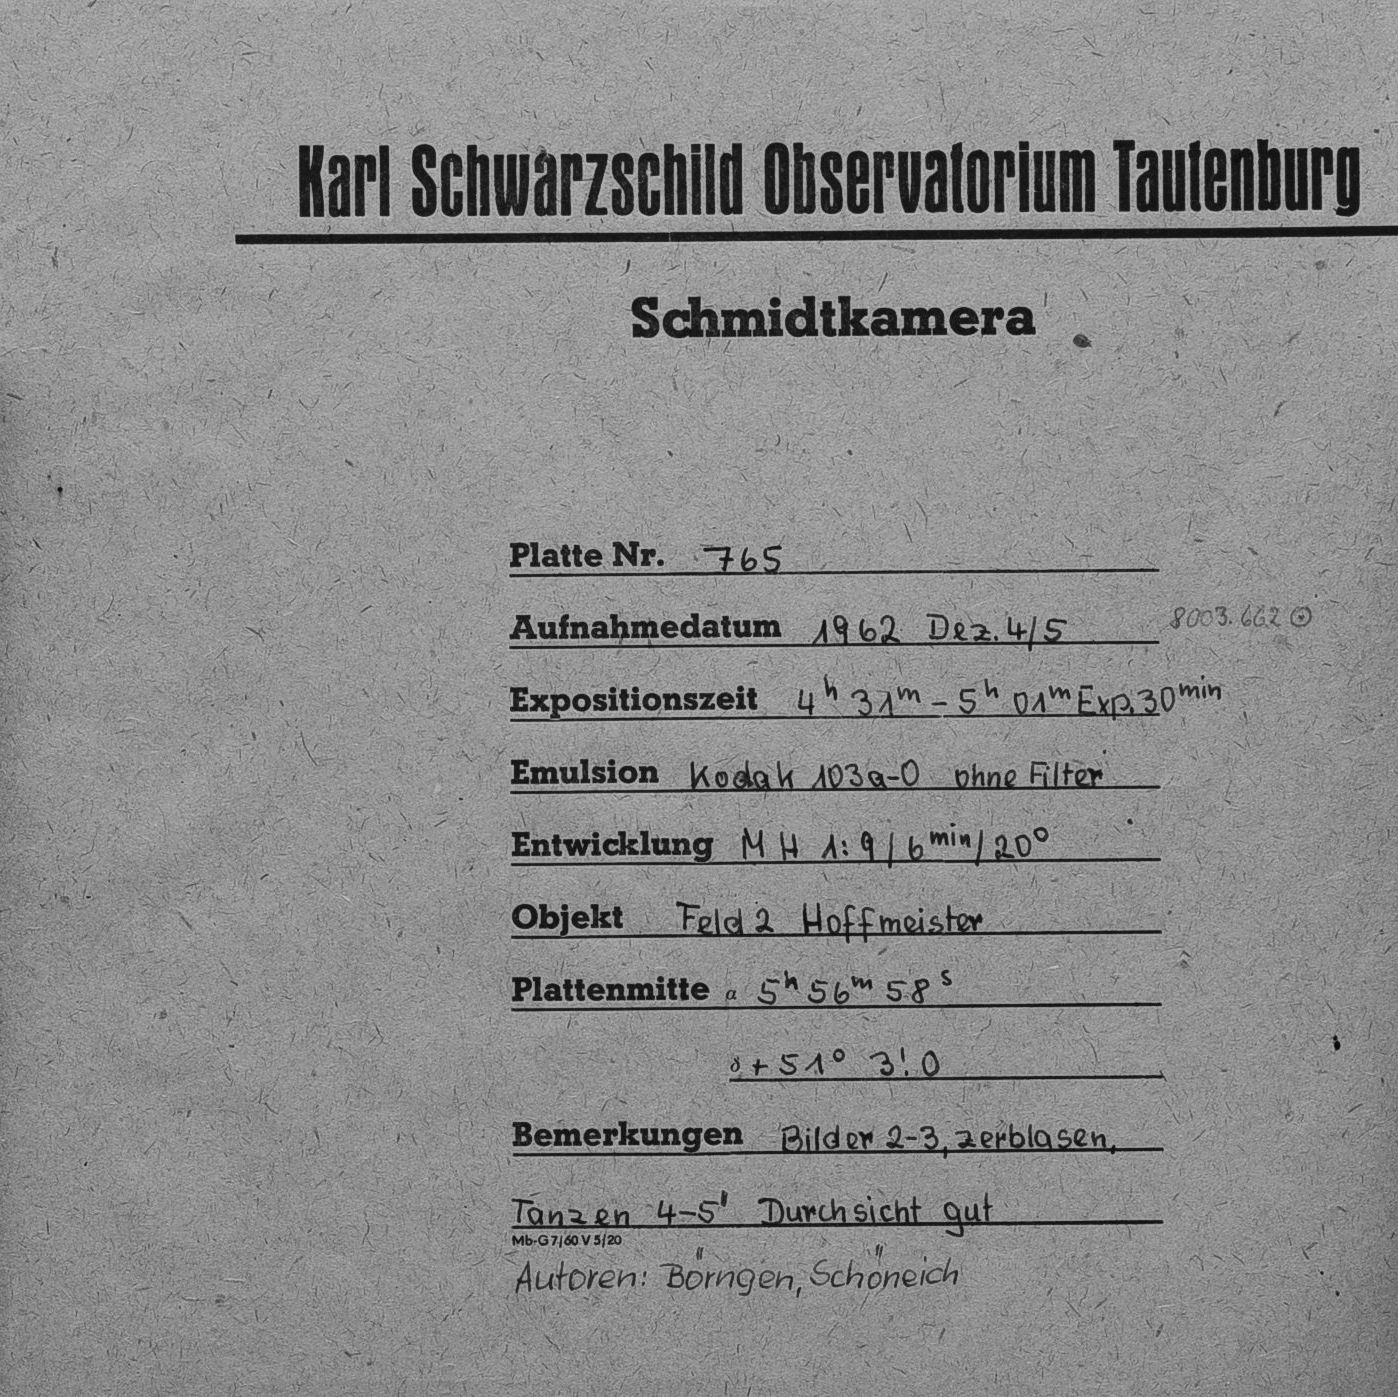 Karl Schwarzschild Observatorium Tautenburg
Schmidtkamera
Platte Nr. 765
Aufnahmedatum 1962 Dez. 4/5 8003.662 ⊙
Expositionszeit 4ʰ 31ᵐ – 5ʰ 01ᵐ Exp. 30ᵐⁱⁿ
Emulsion Kodak 103a-O ohne Filter
Entwicklung M H 1:9 / 6ᵐⁱⁿ / 20°
Objekt Feld 2 Hoffmeister
Plattenmitte α 5ʰ 56ᵐ 58ˢ
δ + 51° 3!0
Bemerkungen Bilder 2-3, zerblasen,
Tanzen 4-5" Durchsicht gut
Mb-G 7/60 V 5/20
Autoren: Börngen, Schöneich